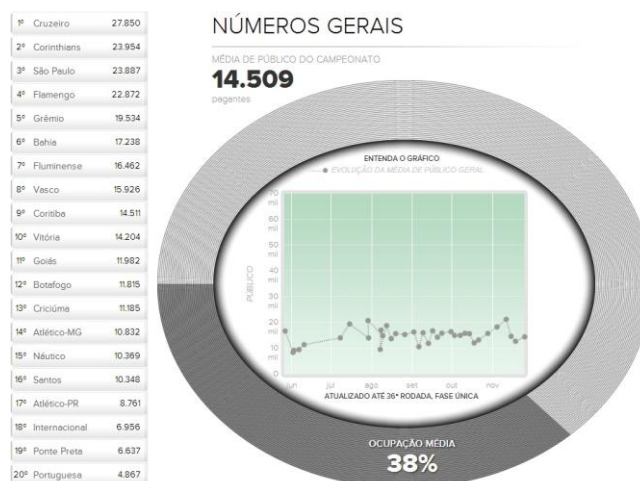 1º Cruzeiro 27.850
2º Corinthians 23.954
3º São Paulo 23.887
4º Flamengo 22.872
5º Grêmio 19.534
6º Bahia 17.238
7º Fluminense 16.462
8º Vasco 15.926
9º Coritiba 14.511
10º Vitória 14.204
11º Goiás 11.982
12º Botafogo 11.815
13º Criciúma 11.185
14º Atlético-MG 10.832
15º Náutico 10.369
16º Santos 10.348
17º Atlético-PR 8.761
18º Internacional 6.956
19º Ponte Preta 6.637
20º Portuguesa 4.867
NÚMEROS GERAIS
MÉDIA DE PÚBLICO DO CAMPEONATO
14.509
pagantes
ENTENDA O GRÁFICO
EVOLUÇÃO DA MÉDIA DE PÚBLICO GERAL
PÚBLICO
70 mil
60 mil
50 mil
40 mil
30 mil
20 mil
10 mil
0
jun jul ago set out nov
ATUALIZADO ATÉ 36ª RODADA, FASE ÚNICA
OCUPAÇÃO MÉDIA
38%